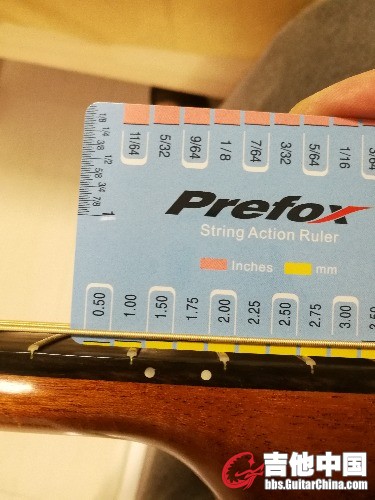 11/64 5/32 9/64 1/8 7/64 3/32 5/64 1/16 3/64
1/8 1/4 3/8 1/2 5/8 3/4 7/8 1
Prefox
String Action Ruler
Inches mm
0.50 1.00 1.50 1.75 2.00 2.25 2.50 2.75 3.00
吉他中国
bbs.GuitarChina.com